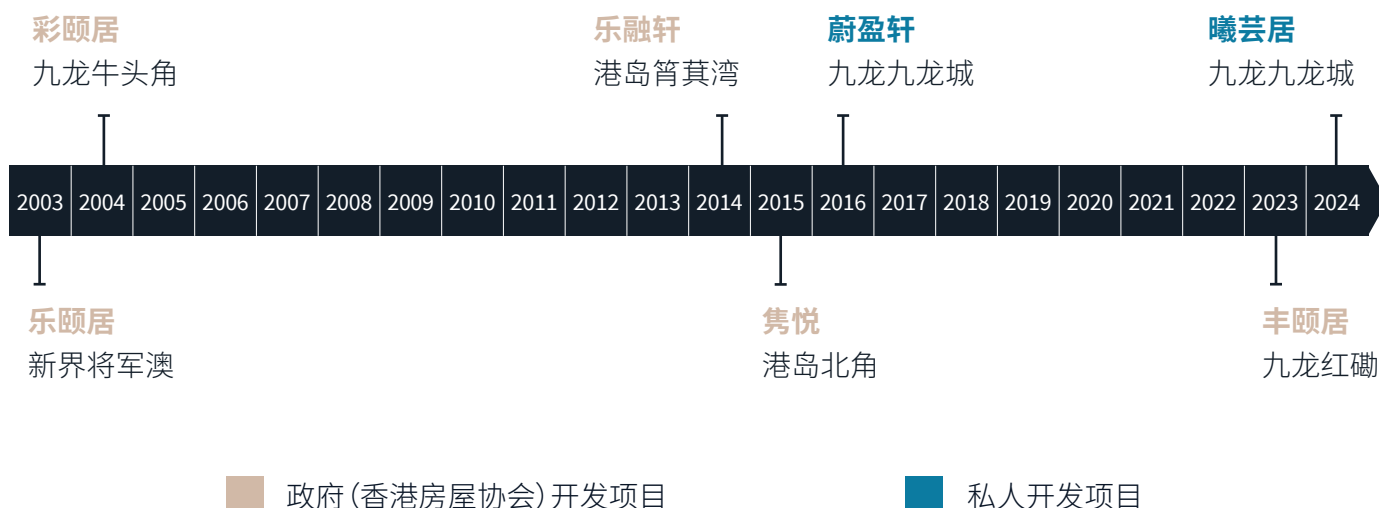 彩颐居
九龙牛头角
乐融轩
港岛筲萁湾
蔚盈轩
九龙九龙城
曦芸居
九龙九龙城
2003 2004 2005 2006 2007 2008 2009 2010 2011 2012 2013 2014 2015 2016 2017 2018 2019 2020 2021 2022 2023 2024
乐颐居
新界将军澳
隽悦
港岛北角
丰颐居
九龙红磡
政府(香港房屋协会)开发项目
私人开发项目